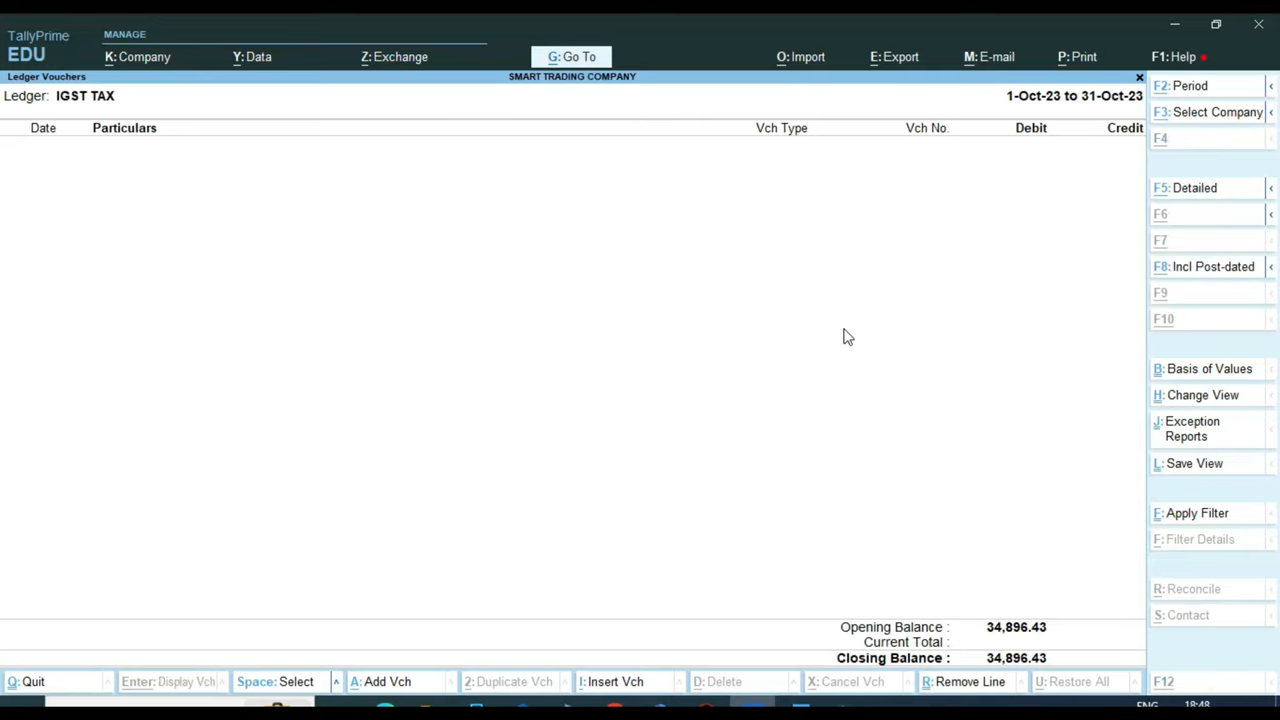 TallyPrime
EDU
MANAGE
K: Company
Y: Data
Z: Exchange
G: Go To
O: Import
E: Export
M: E-mail
P: Print
F1: Help
Ledger Vouchers
SMART TRADING COMPANY
Ledger: IGST TAX
1-Oct-23 to 31-Oct-23
Date Particulars Vch Type Vch No. Debit Credit
Opening Balance : 34,896.43
Current Total :
Closing Balance : 34,896.43
F2: Period
F3: Select Company
F4
F5: Detailed
F6
F7
F8: Incl Post-dated
F9
F10
B: Basis of Values
H: Change View
J: Exception
Reports
L: Save View
F: Apply Filter
F: Filter Details
R: Reconcile
S: Contact
Q: Quit
Enter: Display Vch
Space: Select
A: Add Vch
2: Duplicate Vch
I: Insert Vch
D: Delete
X: Cancel Vch
R: Remove Line
U: Restore All
F12
ENG 18:48